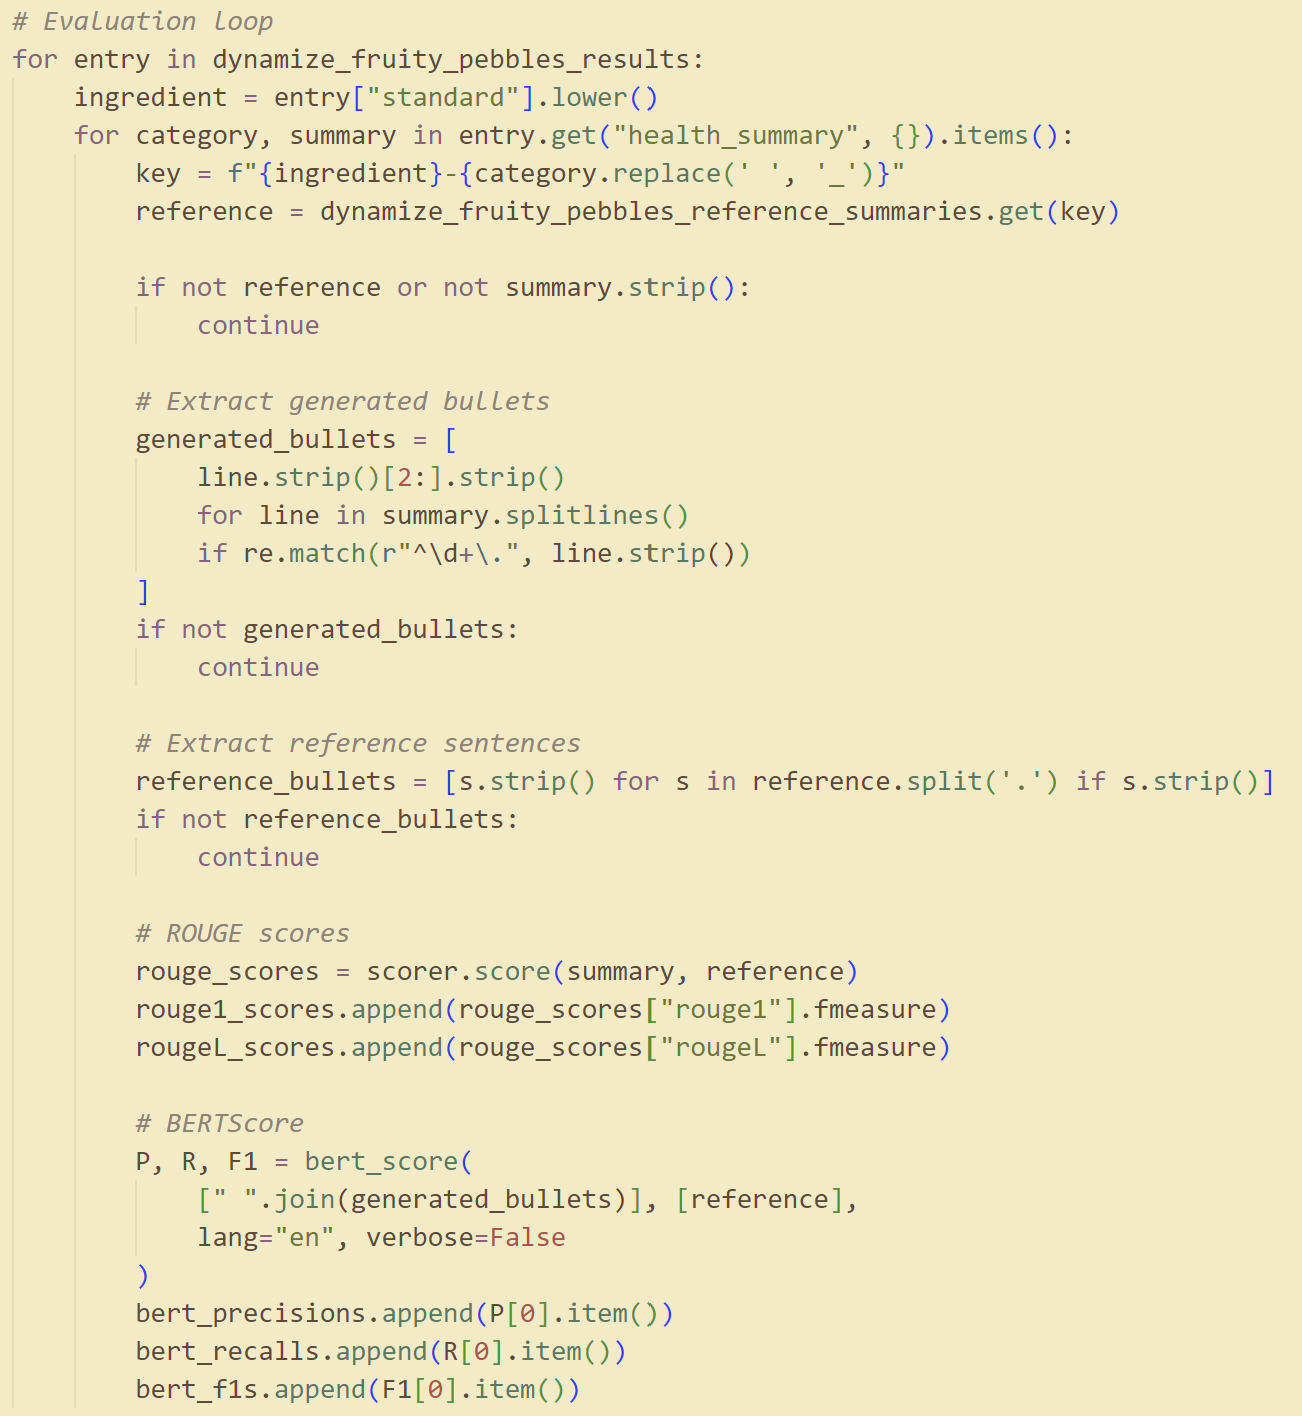 # Evaluation loop
for entry in dynamize_fruity_pebbles_results:
    ingredient = entry["standard"].lower()
    for category, summary in entry.get("health_summary", {}).items():
        key = f"{ingredient}-{category.replace(' ', '_')}"
        reference = dynamize_fruity_pebbles_reference_summaries.get(key)

        if not reference or not summary.strip():
            continue

        # Extract generated bullets
        generated_bullets = [
            line.strip()[2:].strip()
            for line in summary.splitlines()
            if re.match(r"^\d+\.", line.strip())
        ]
        if not generated_bullets:
            continue

        # Extract reference sentences
        reference_bullets = [s.strip() for s in reference.split('.') if s.strip()]
        if not reference_bullets:
            continue

        # ROUGE scores
        rouge_scores = scorer.score(summary, reference)
        rouge1_scores.append(rouge_scores["rouge1"].fmeasure)
        rougeL_scores.append(rouge_scores["rougeL"].fmeasure)

        # BERTScore
        P, R, F1 = bert_score(
            [" ".join(generated_bullets)], [reference],
            lang="en", verbose=False
        )
        bert_precisions.append(P[0].item())
        bert_recalls.append(R[0].item())
        bert_f1s.append(F1[0].item())